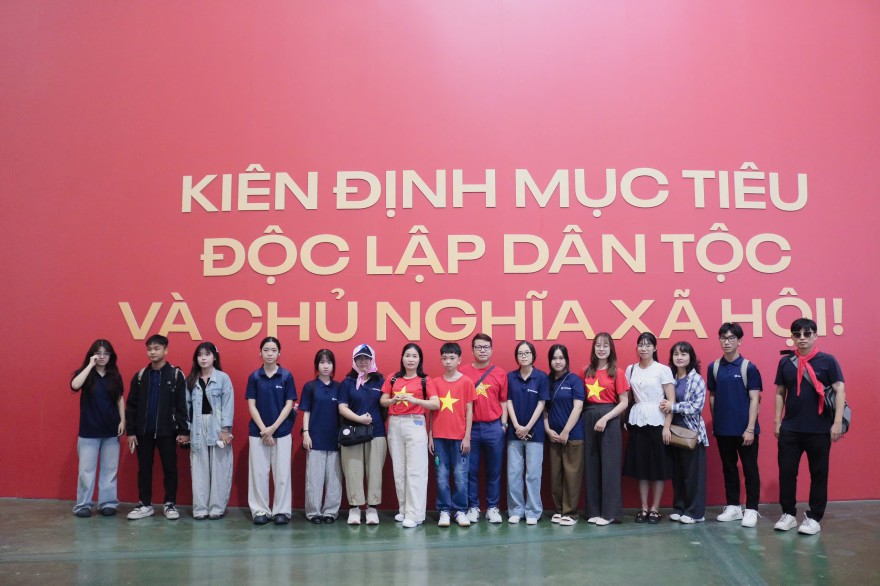 KIÊN ĐỊNH MỤC TIÊU
ĐỘC LẬP DÂN TỘC
VÀ CHỦ NGHĨA XÃ HỘI!